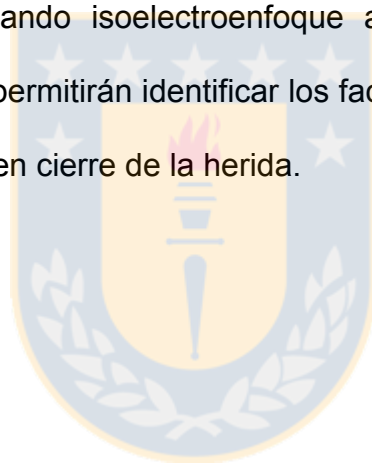 ando isoelectroenfoque a
permitirán identificar los fac
en cierre de la herida.